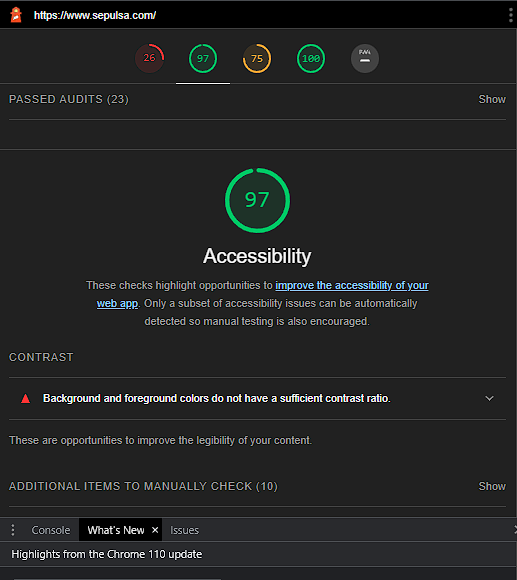 https://www.sepulsa.com/
26
97
75
100
PWA
PASSED AUDITS (23)
Show
97
Accessibility
These checks highlight opportunities to improve the accessibility of your
web app. Only a subset of accessibility issues can be automatically
detected so manual testing is also encouraged.
CONTRAST
Background and foreground colors do not have a sufficient contrast ratio.
These are opportunities to improve the legibility of your content.
ADDITIONAL ITEMS TO MANUALLY CHECK (10)
Show
Console
What's New
Issues
Highlights from the Chrome 110 update